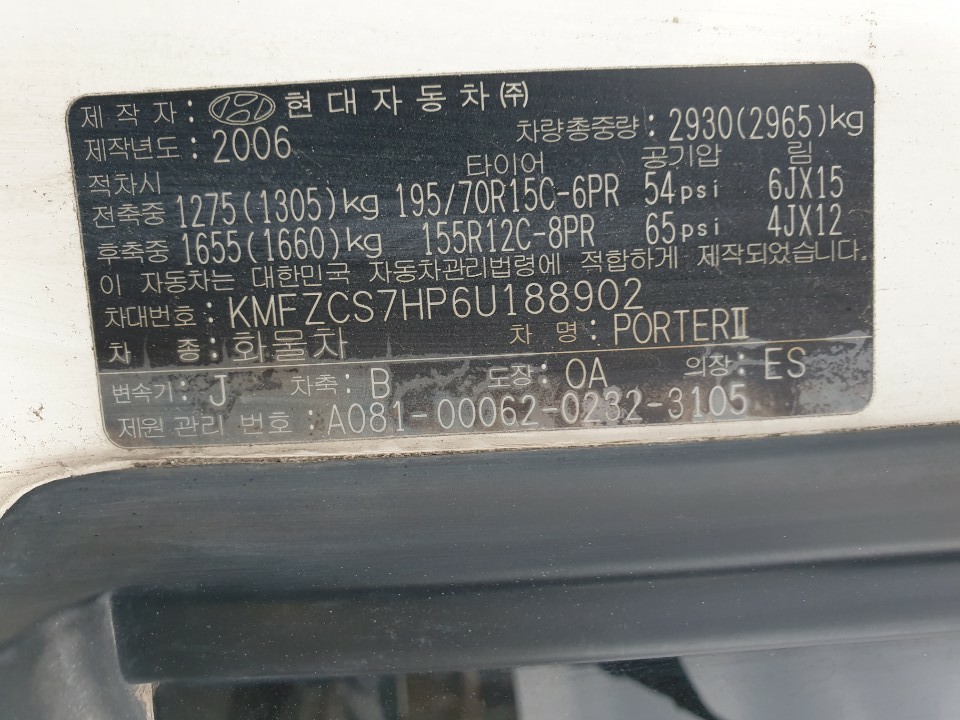 제작자: 현대자동차㈜
제작년도: 2006 차량총중량: 2930(2965)kg
적차시 타이어 공기압 림
전축중 1275(1305)kg 195/70R15C-6PR 54psi 6JX15
후축중 1655(1660)kg 155R12C-8PR 65psi 4JX12
이 자동차는 대한민국 자동차관리법령에 적합하게 제작되었습니다.
차대번호: KMFZCS7HP6U188902
차 종: 화물차 차 명: PORTERⅡ
변속기: J 차축: B 도장: OA 의장: ES
제원 관리 번호: A081-00062-0232-3105